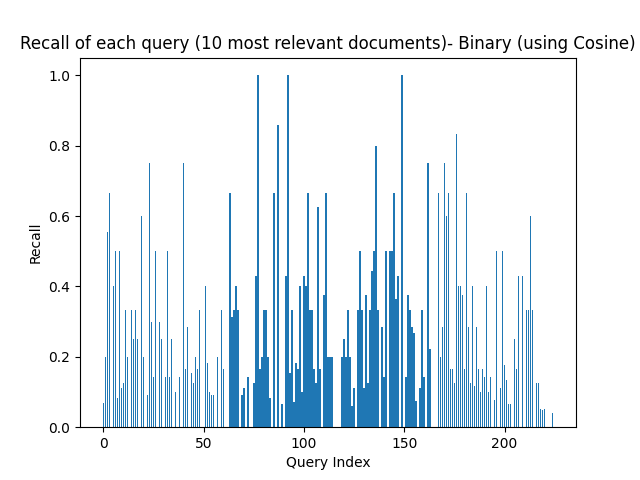 Recall of each query (10 most relevant documents)- Binary (using Cosine)
1.0
0.8
0.6
0.4
0.2
0.0
Recall
0 50 100 150 200
Query Index